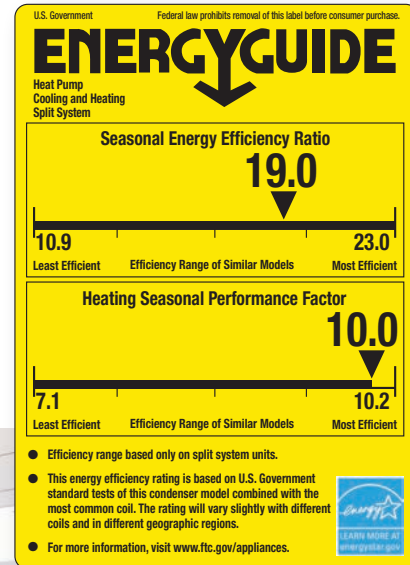 U.S. Government Federal law prohibits removal of this label before consumer purchase.
ENERGYGUIDE
Heat Pump
Cooling and Heating
Split System
Seasonal Energy Efficiency Ratio
19.0
10.9 23.0
Least Efficient Efficiency Range of Similar Models Most Efficient
Heating Seasonal Performance Factor
10.0
7.1 10.2
Least Efficient Efficiency Range of Similar Models Most Efficient
● Efficiency range based only on split system units.
● This energy efficiency rating is based on U.S. Government
standard tests of this condenser model combined with the
most common coil. The rating will vary slightly with different
coils and in different geographic regions.
● For more information, visit www.ftc.gov/appliances.
energy
LEARN MORE AT
energystar.gov